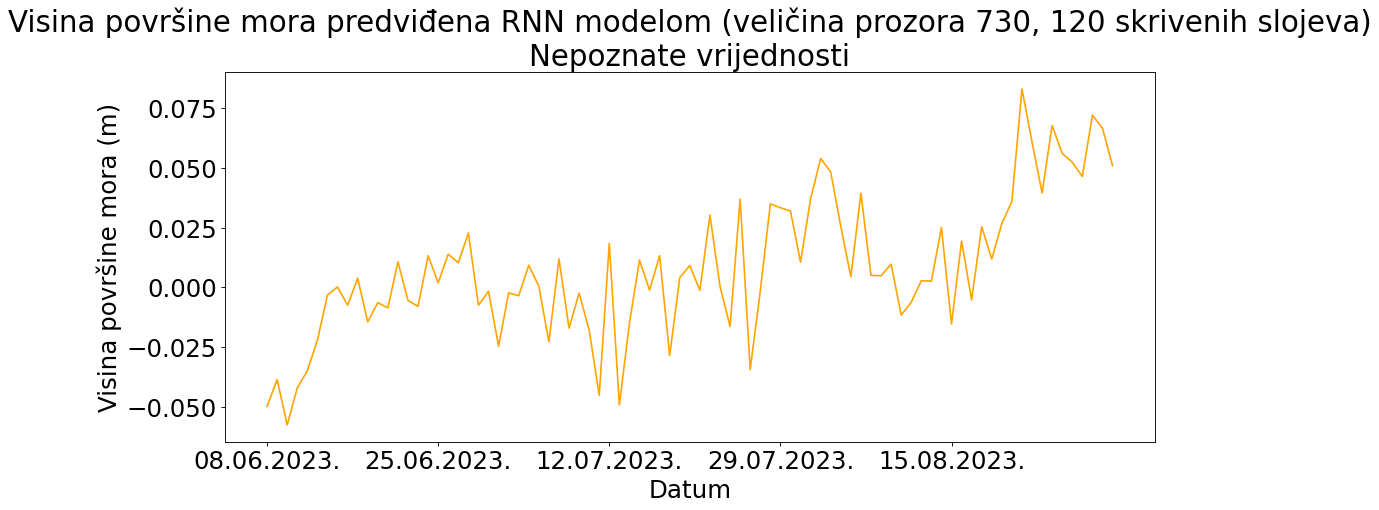 Visina površine mora predviđena RNN modelom (veličina prozora 730, 120 skrivenih slojeva)
Nepoznate vrijednosti
Visina površine mora (m)
0.075
0.050
0.025
0.000
−0.025
−0.050
08.06.2023. 25.06.2023. 12.07.2023. 29.07.2023. 15.08.2023.
Datum